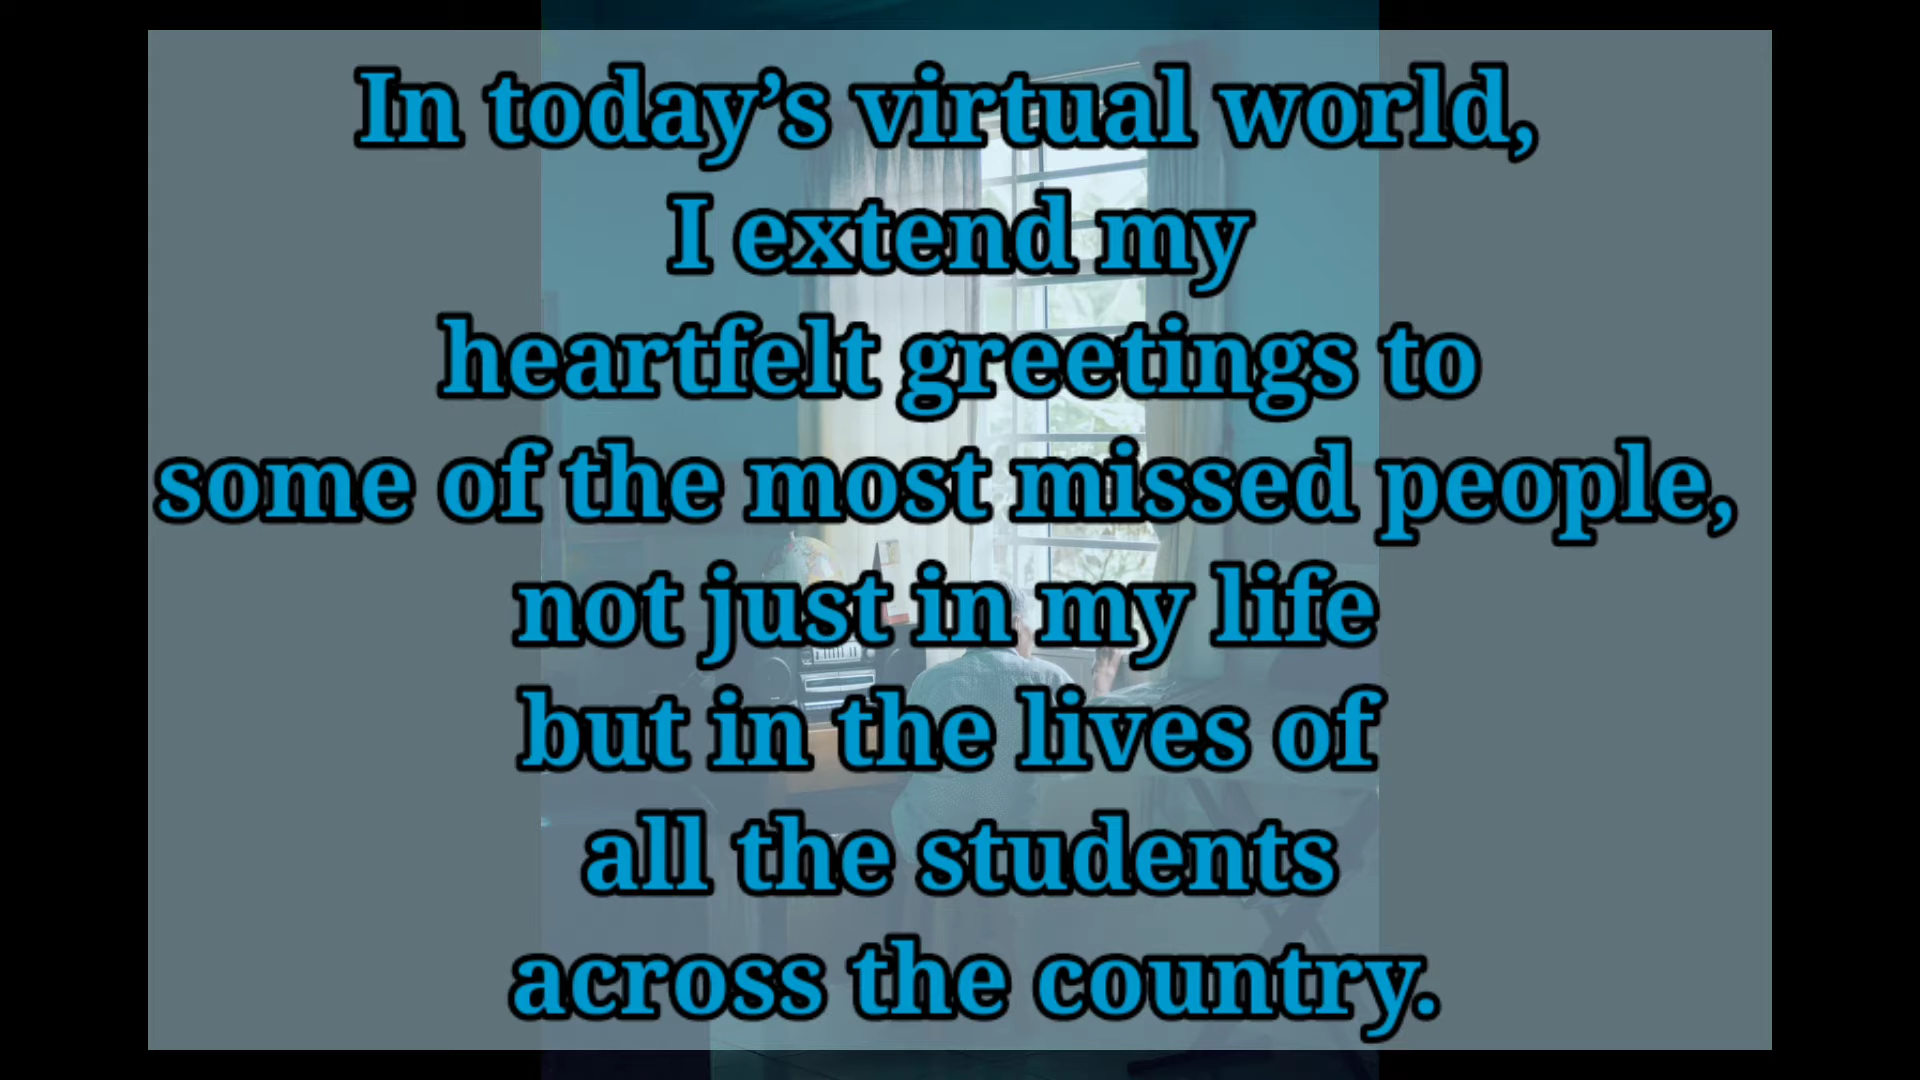 In today’s virtual world,
I extend my
heartfelt greetings to
some of the most missed people,
not just in my life
but in the lives of
all the students
across the country.